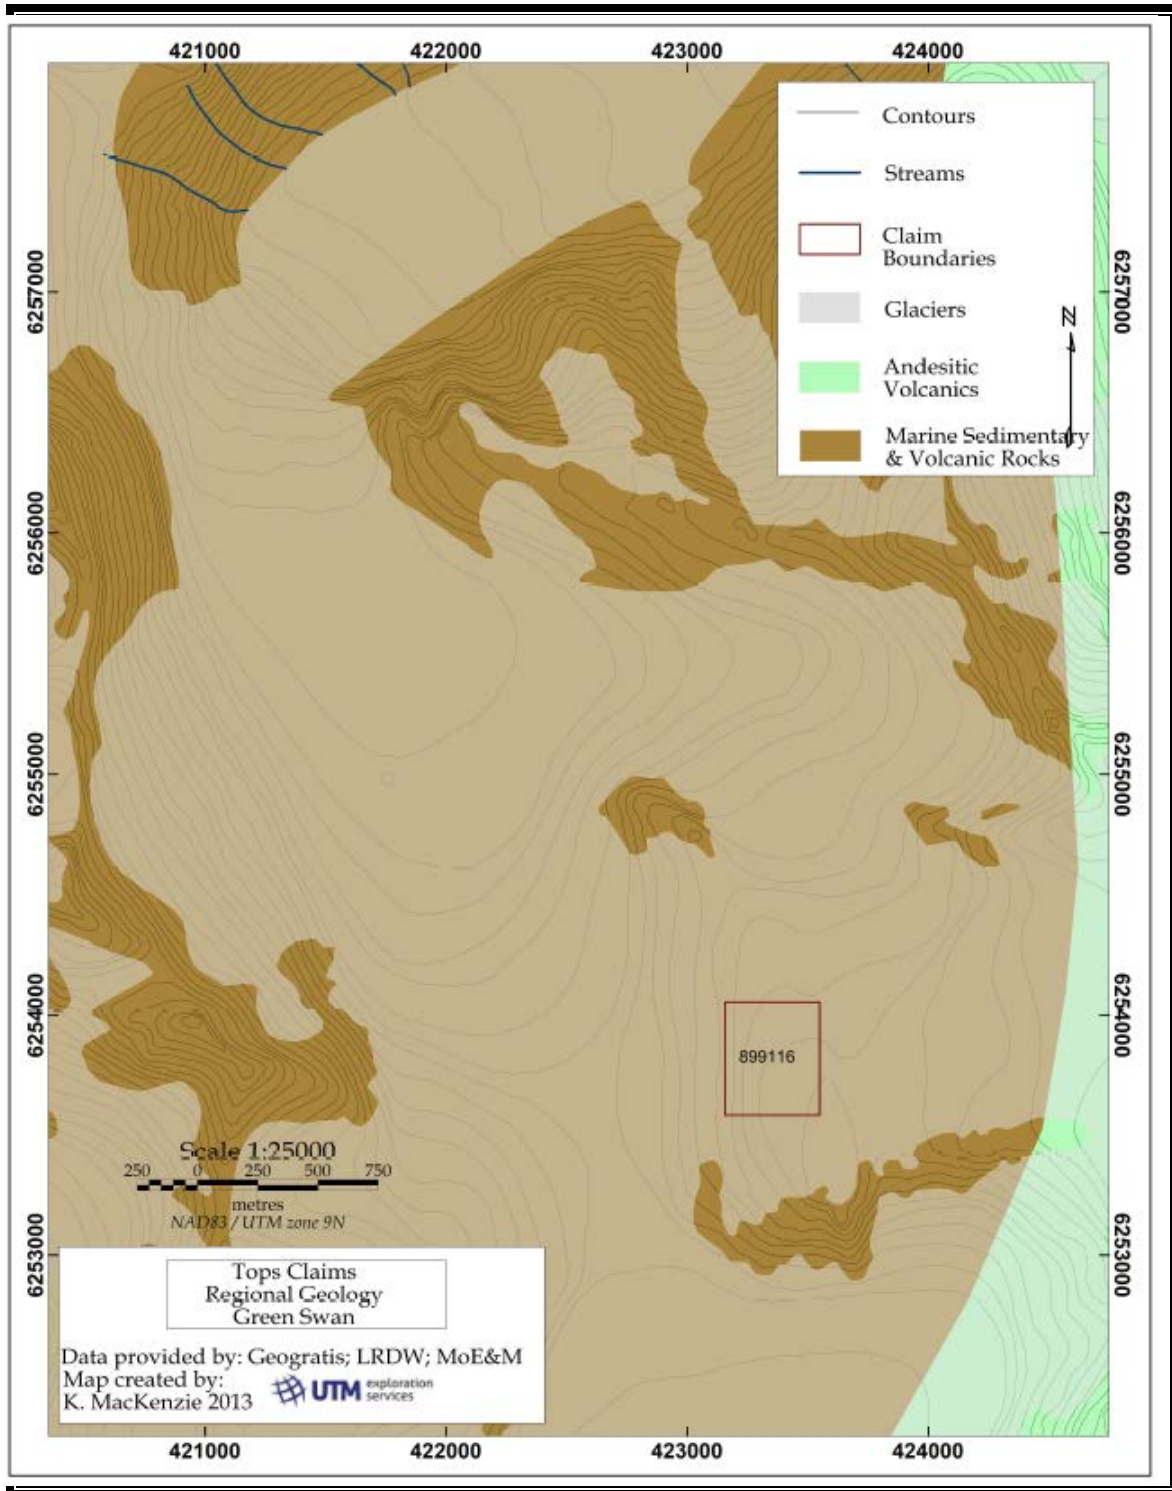 421000 422000 423000 424000
Contours
Streams
Claim
Boundaries
Glaciers
Andesitic
Volcanics
Marine Sedimentary
& Volcanic Rocks
N
6257000
6257000
6256000
6256000
6255000
6255000
6254000
6254000
899116
Scale 1:25000
250 0 250 500 750
metres
NAD83 / UTM zone 9N
6253000
6253000
Tops Claims
Regional Geology
Green Swan
Data provided by: Geogratis; LRDW; MoE&M
Map created by:
K. MacKenzie 2013
UTM exploration
services
421000 422000 423000 424000